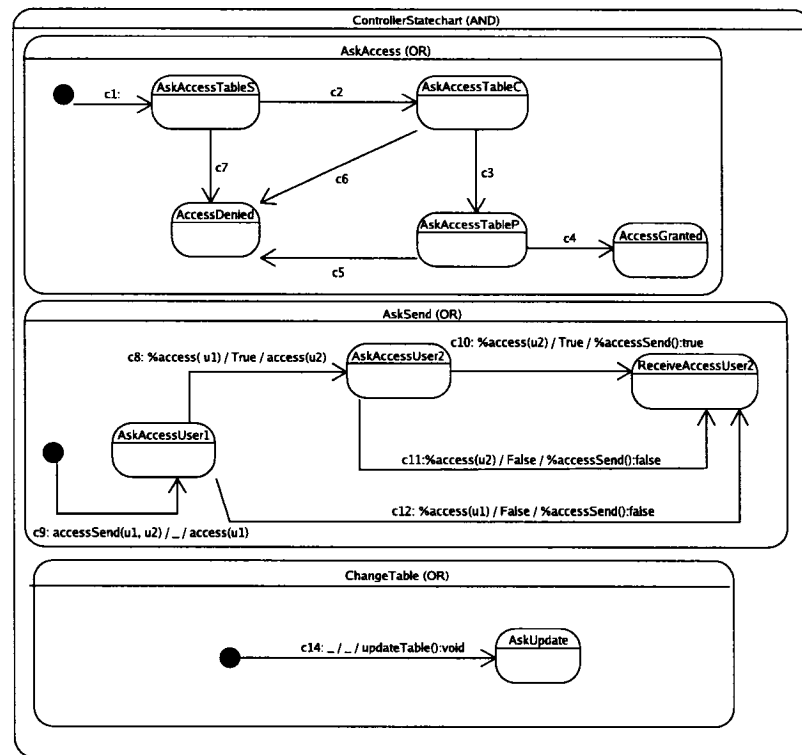 ControllerStatechart (AND)
AskAccess (OR)
AskAccessTableS
AskAccessTableC
c1:
c2
c7
c6
c3
AccessDenied
AskAccessTableP
AccessGranted
c4
c5
AskSend (OR)
c10: %access(u2) / True / %accessSend():true
c8: %access( u1) / True / access(u2)
AskAccessUser2
ReceiveAccessUser2
AskAccessUser1
c11:%access(u2) / False / %accessSend():false
c12: %access(u1) / False / %accessSend():false
c9: accessSend(u1, u2) / _ / access(u1)
ChangeTable (OR)
c14: _ / _ / updateTable():void
AskUpdate